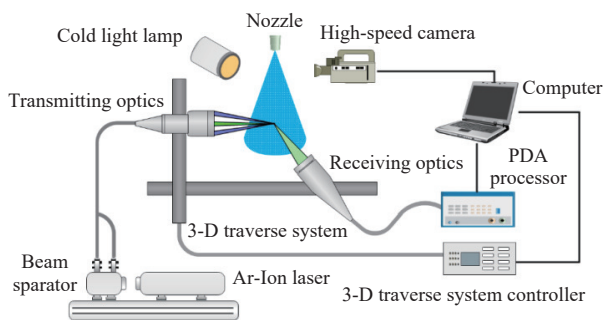 Nozzle
Cold light lamp
High-speed camera
Computer
Transmitting optics
Receiving optics
PDA
processor
3-D traverse system
Beam
sparator
Ar-Ion laser
3-D traverse system controller